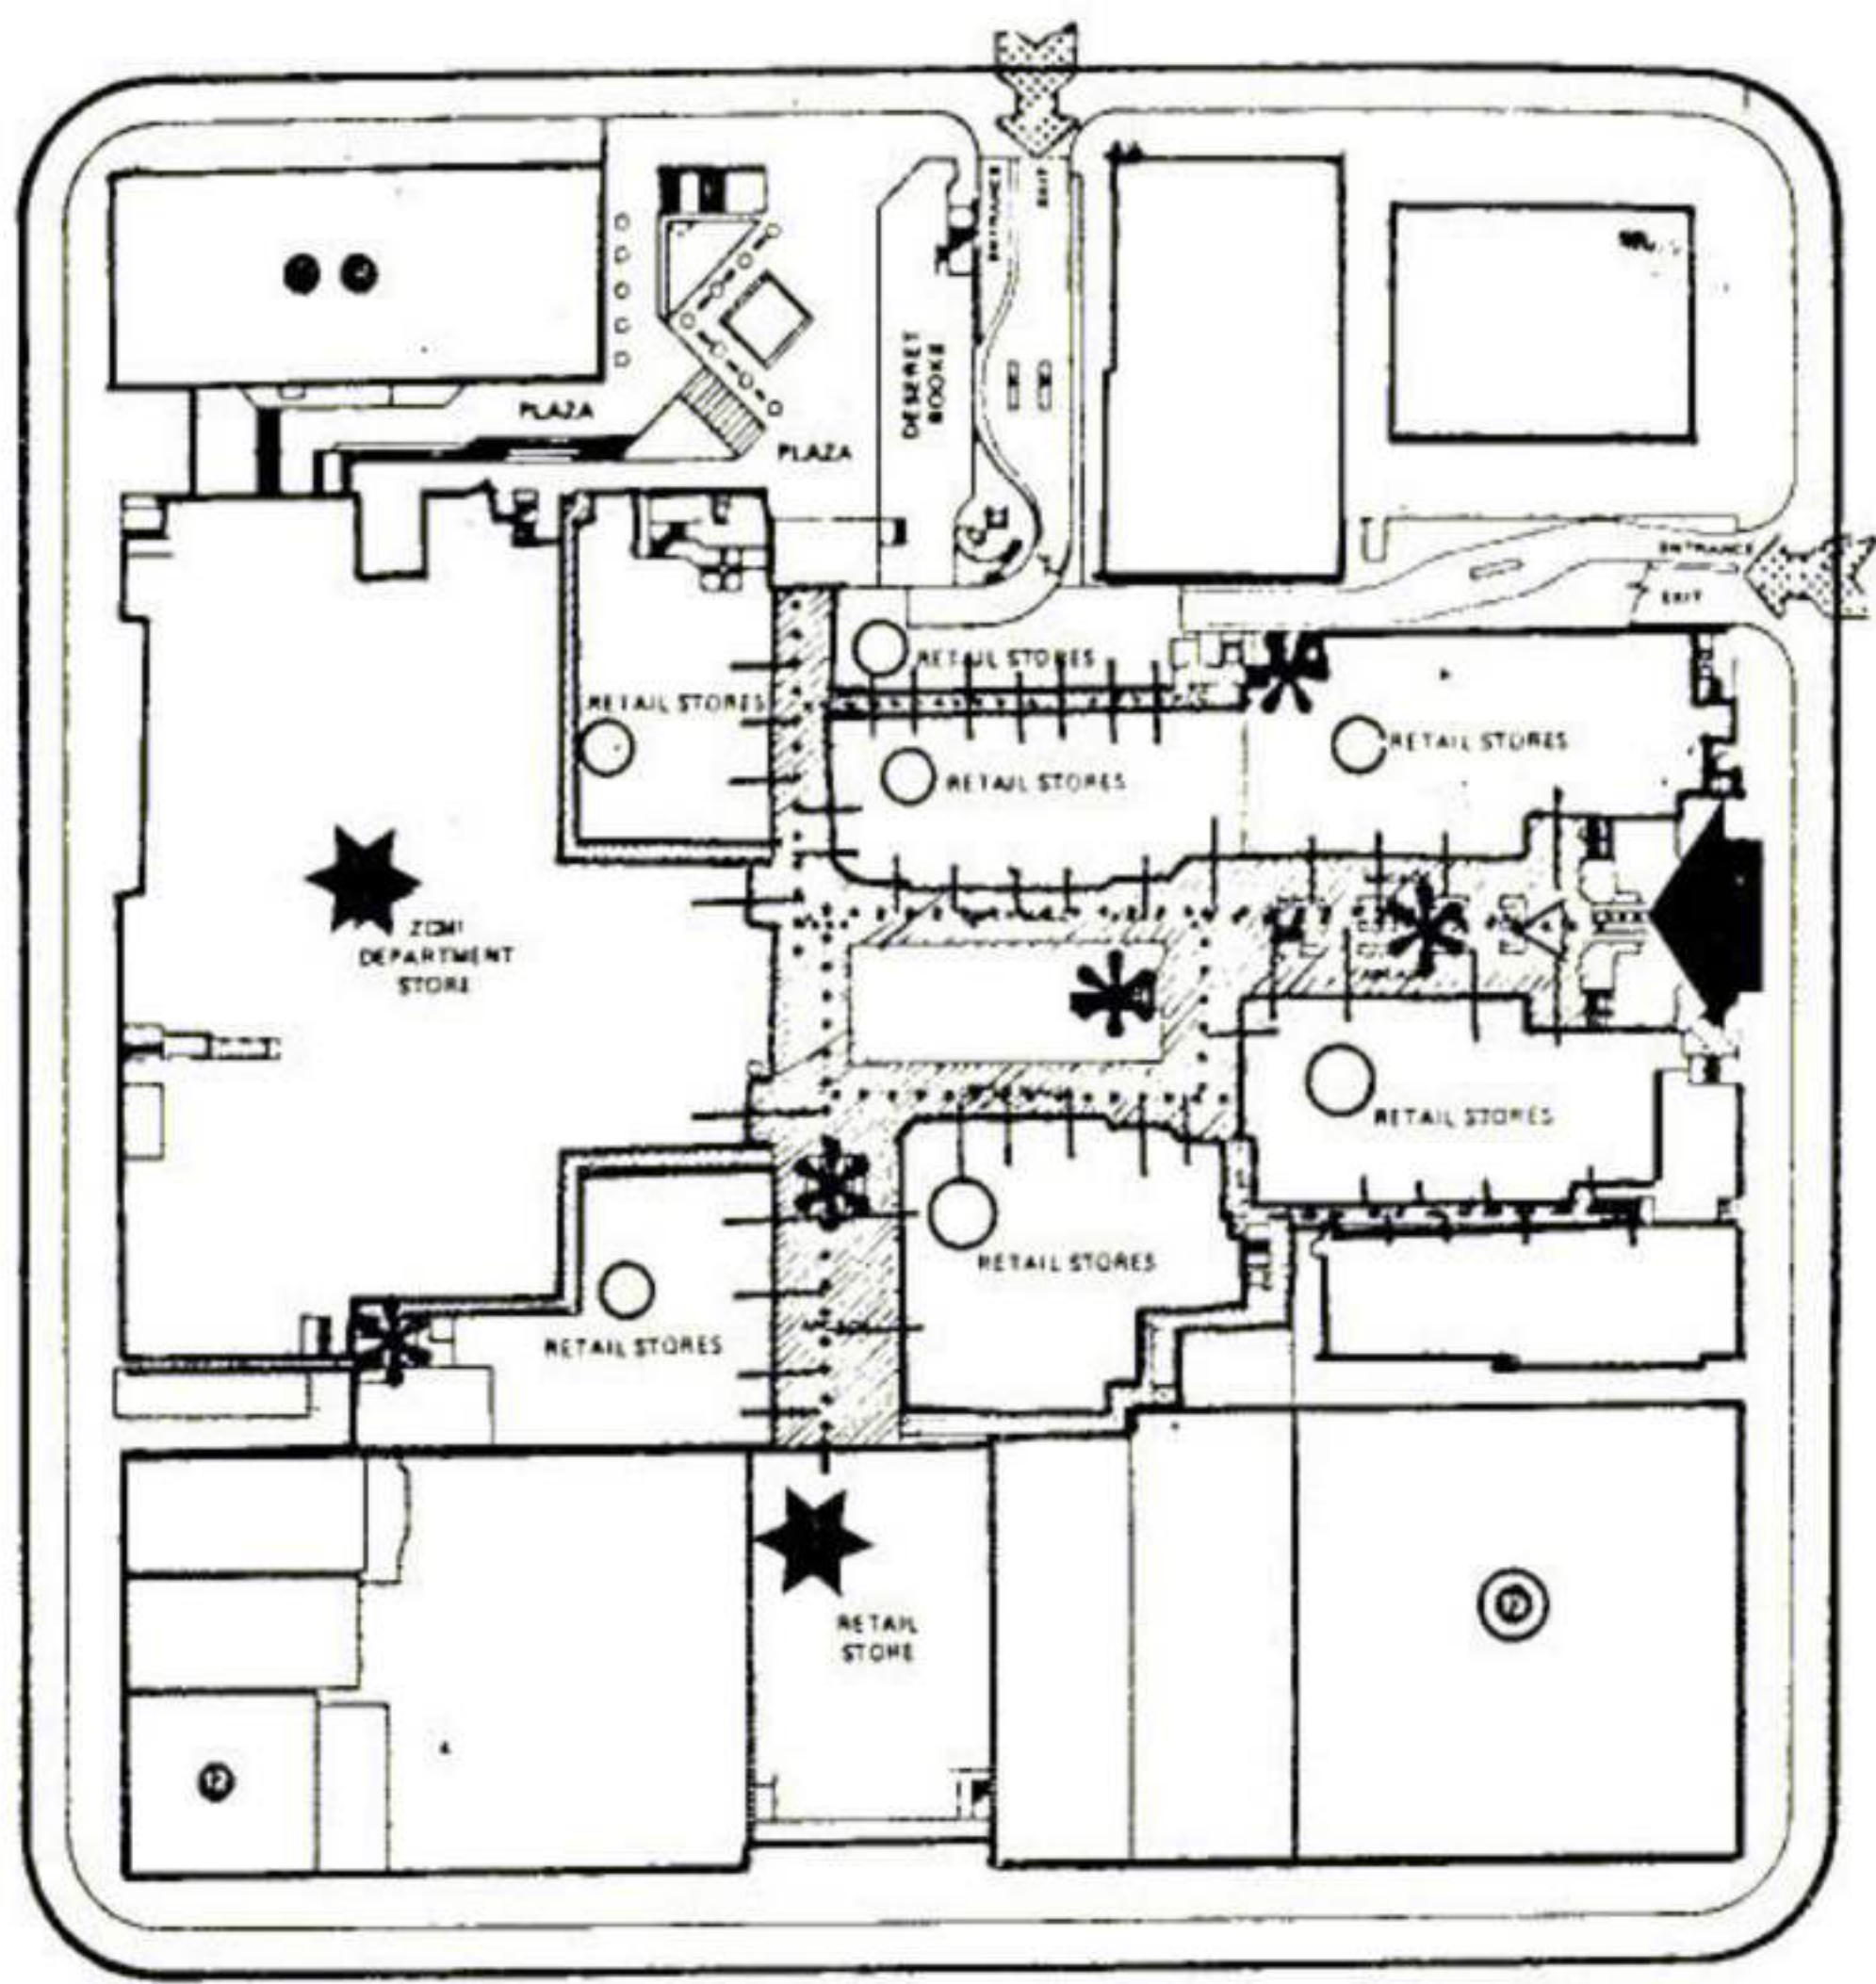 ENTRANCE
EXIT
DESERET
BOOKE
PLAZA
PLAZA
ENTRANCE
EXIT
RETAIL STORES
RETAIL STORES
RETAIL STORES
RETAIL STORES
ZCMI
DEPARTMENT
STORE
RETAIL STORES
RETAIL STORES
RETAIL STORES
RETAIL
STORE